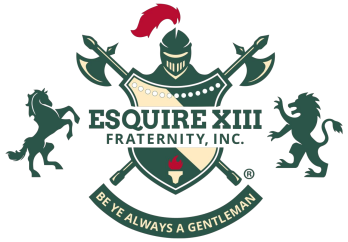 ESQUIRE XIII
FRATERNITY, INC.
®
BE YE ALWAYS A GENTLEMAN